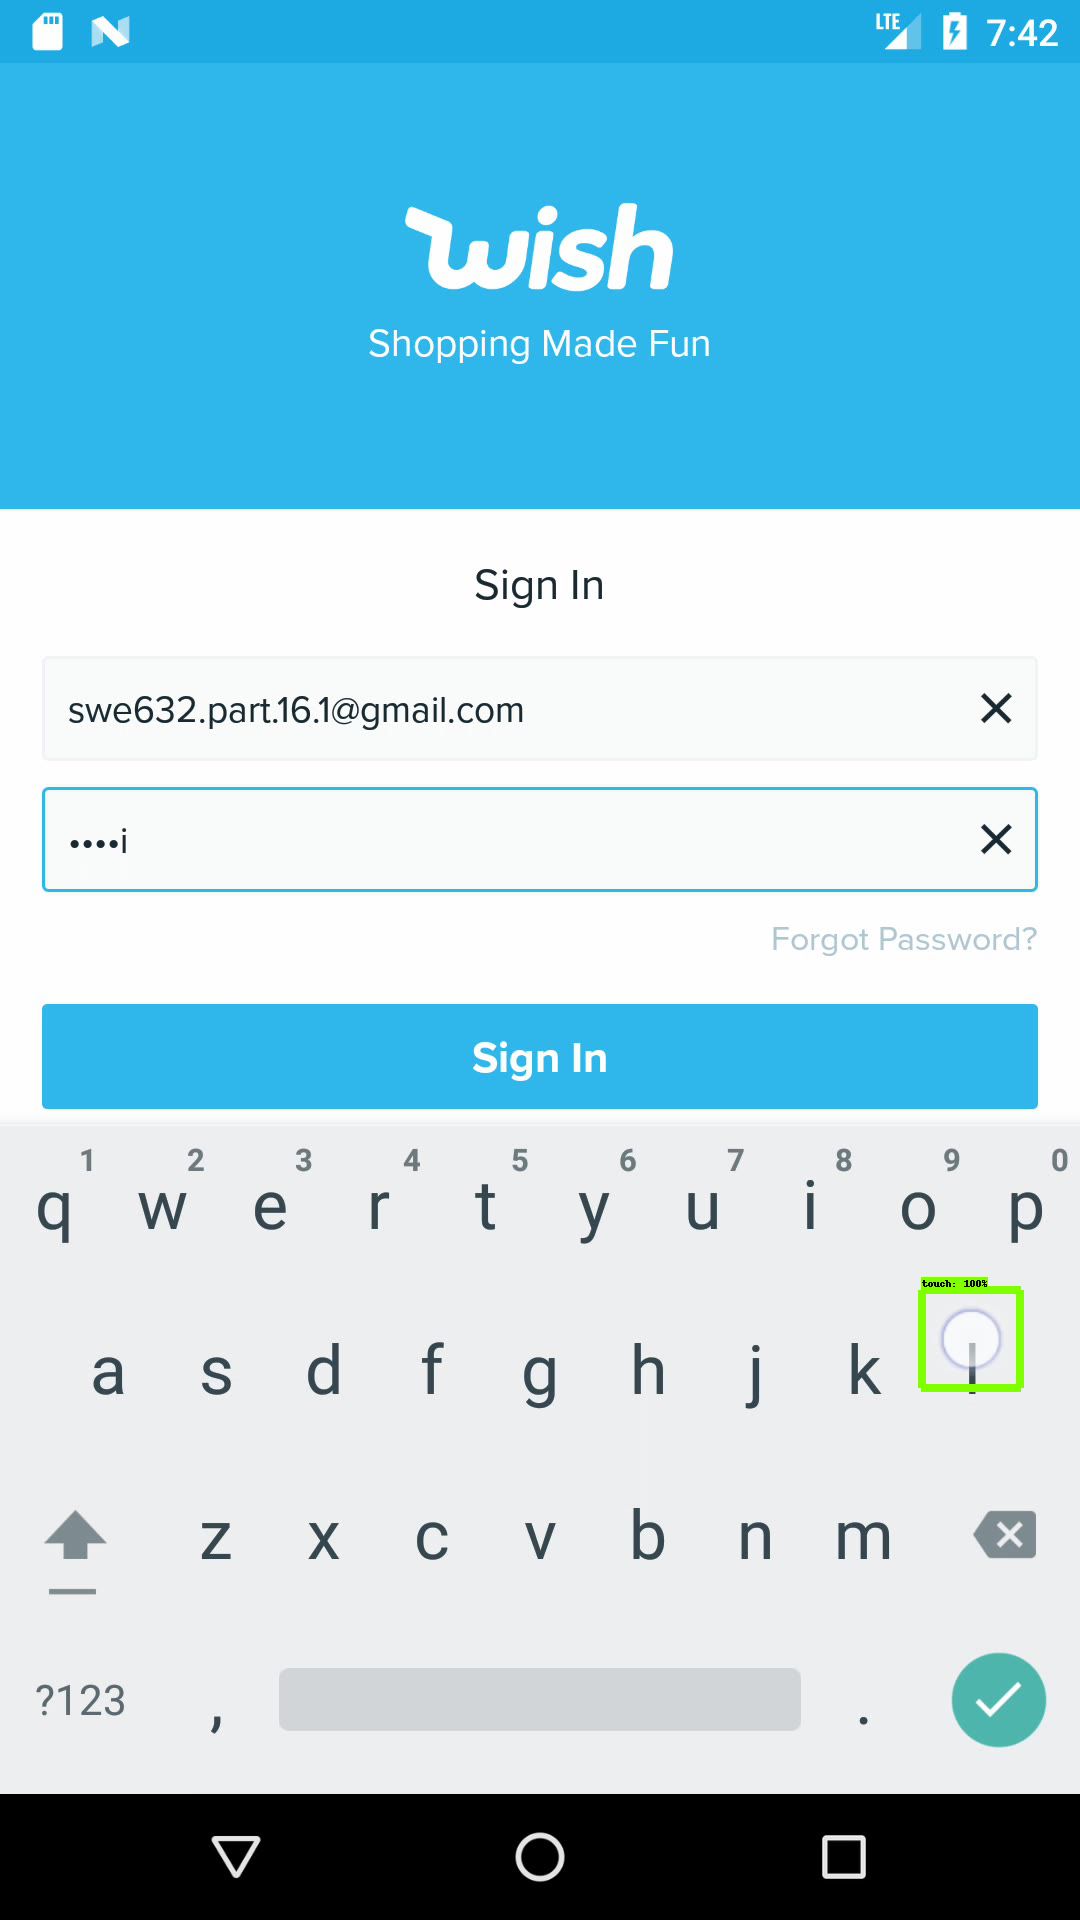 LTE 7:42
wish
Shopping Made Fun
Sign In
swe632.part.16.1@gmail.com
••••i
Forgot Password?
Sign In
1 2 3 4 5 6 7 8 9 0
q w e r t y u i o p
touch: 100%
a s d f g h j k l
z x c v b n m
?123 , .